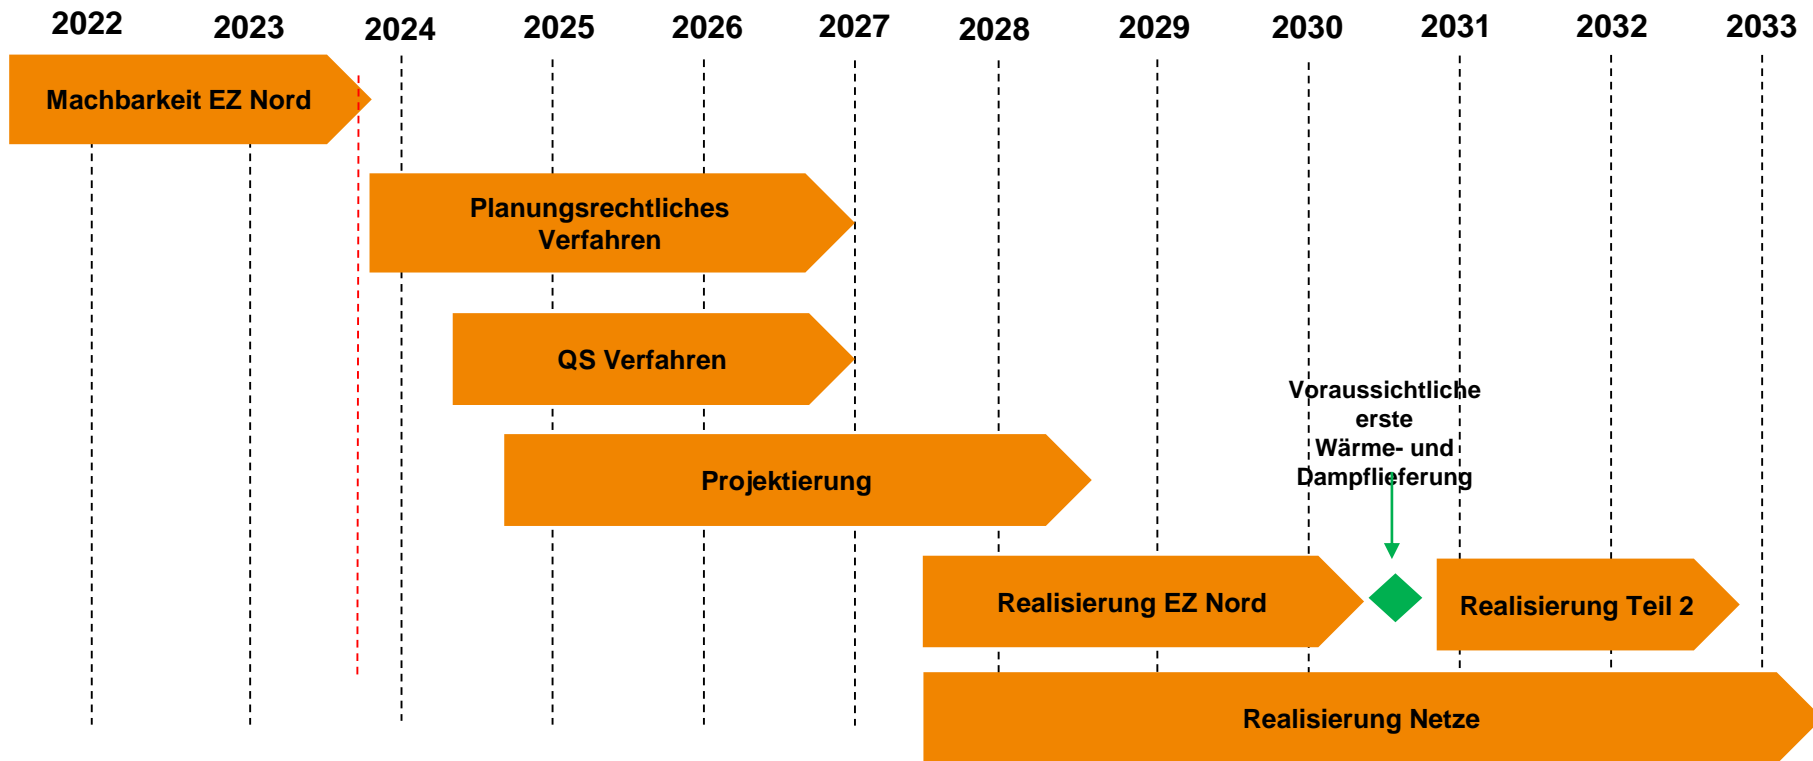 2022 2023 2024 2025 2026 2027 2028 2029 2030 2031 2032 2033
Machbarkeit EZ Nord
Planungsrechtliches
Verfahren
QS Verfahren
Voraussichtliche
erste
Wärme- und
Dampflieferung
Projektierung
Realisierung EZ Nord
Realisierung Teil 2
Realisierung Netze